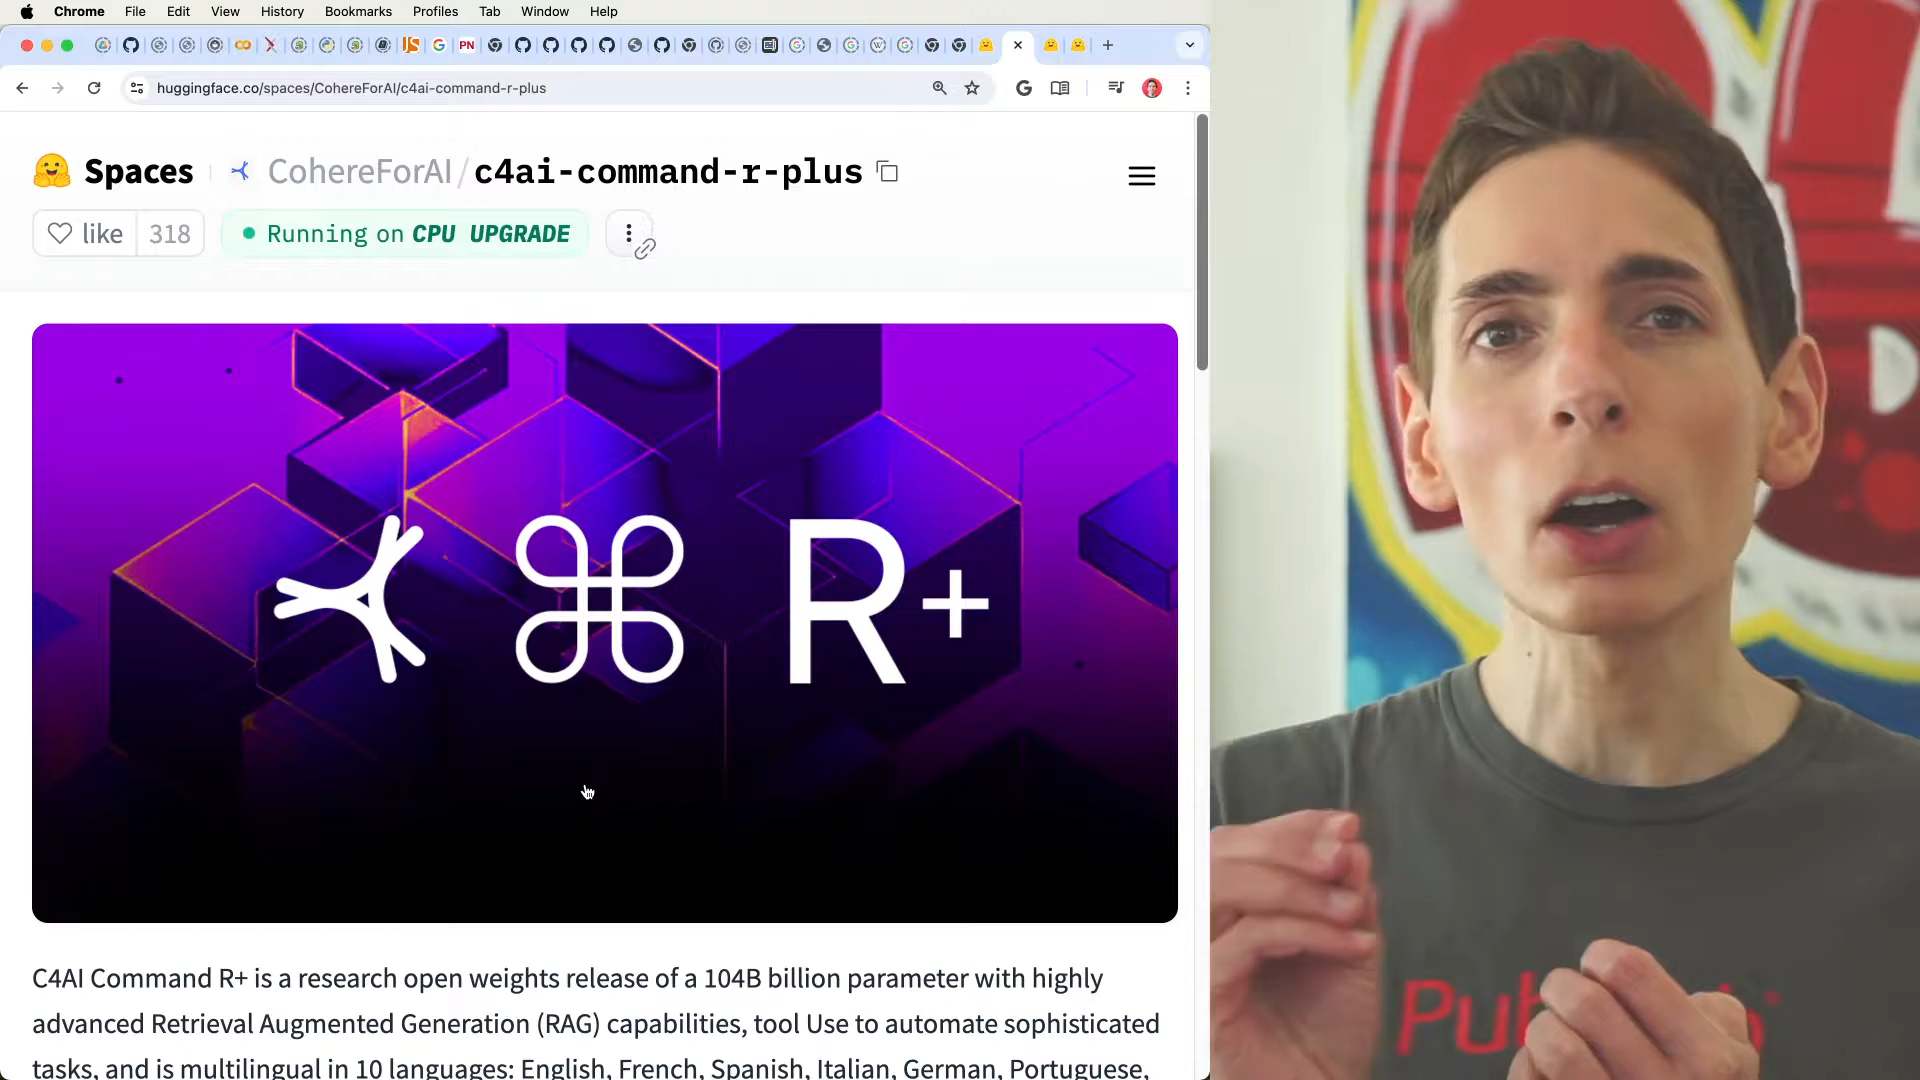 Chrome File Edit View History Bookmarks Profiles Tab Window Help
JS G PN
huggingface.co/spaces/CohereForAI/c4ai-command-r-plus
Spaces CohereForAI/c4ai-command-r-plus
like 318 Running on CPU UPGRADE
R+
C4AI Command R+ is a research open weights release of a 104B billion parameter with highly
advanced Retrieval Augmented Generation (RAG) capabilities, tool Use to automate sophisticated
tasks, and is multilingual in 10 languages: English, French, Spanish, Italian, German, Portuguese,